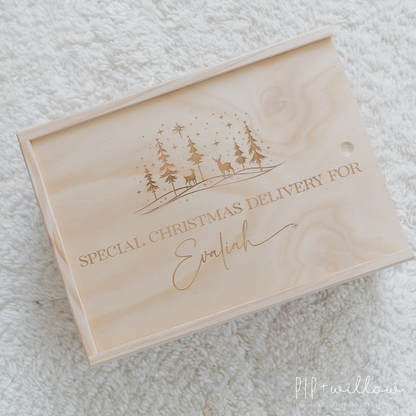 SPECIAL CHRISTMAS DELIVERY FOR
Evaliah
PIP + willow